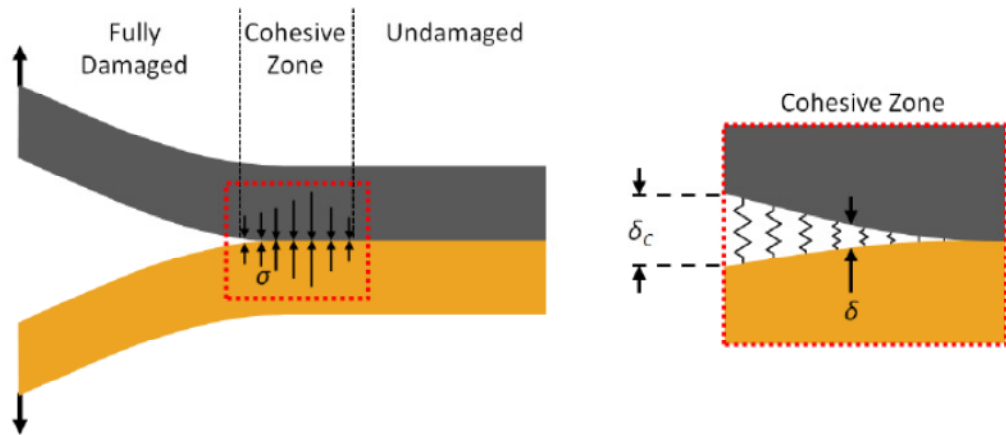 Fully
Damaged
Cohesive
Zone
Undamaged
σ
Cohesive Zone
δc
δ